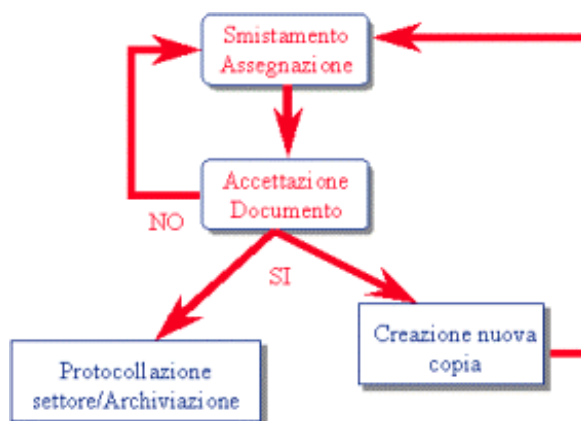 Smistamento
Assegnazione
Accettazione
Documento
NO
SI
Creazione nuova
copia
Protocollazione
settore/Archiviazione